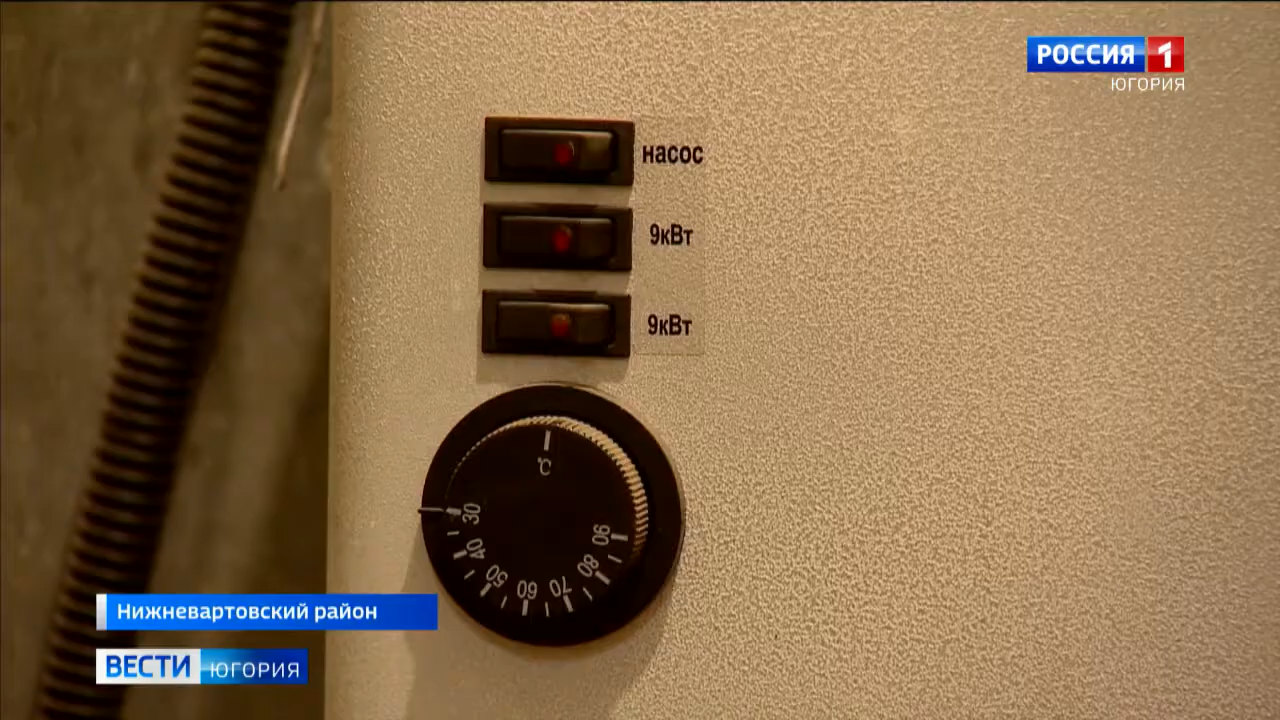 РОССИЯ 1
ЮГОРИЯ
насос
9кВт
9кВт
°C
30
40
50
60
70
80
90
Нижневартовский район
ВЕСТИ ЮГОРИЯ